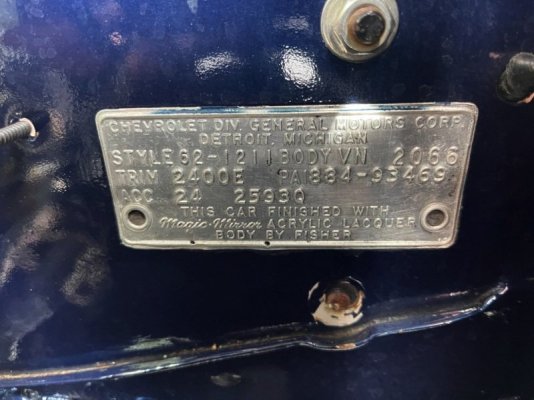 CHEVROLET DIV. GENERAL MOTORS CORP
DETROIT, MICHIGAN
STYLE 62-1211 BODY VN 2066
TRIM 2400E PA1884-93469
ACC 24 2593Q
THIS CAR FINISHED WITH
Magic-Mirror ACRYLIC LACQUER
BODY BY FISHER